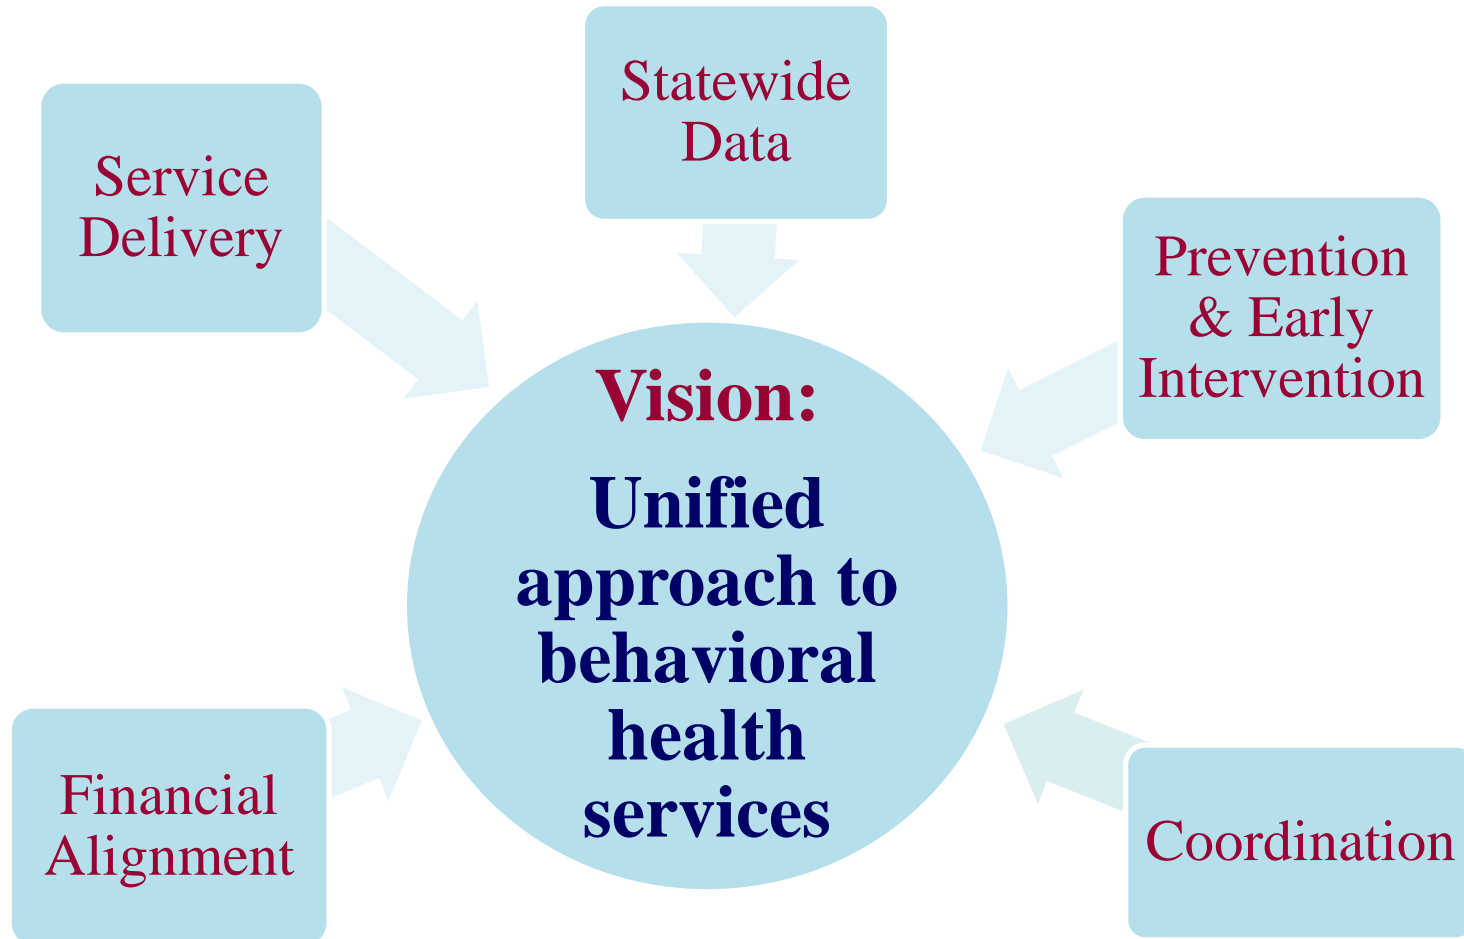 Statewide
Data
Service
Delivery
Prevention
& Early
Intervention
Vision:
Unified
approach to
behavioral
health
services
Financial
Alignment
Coordination